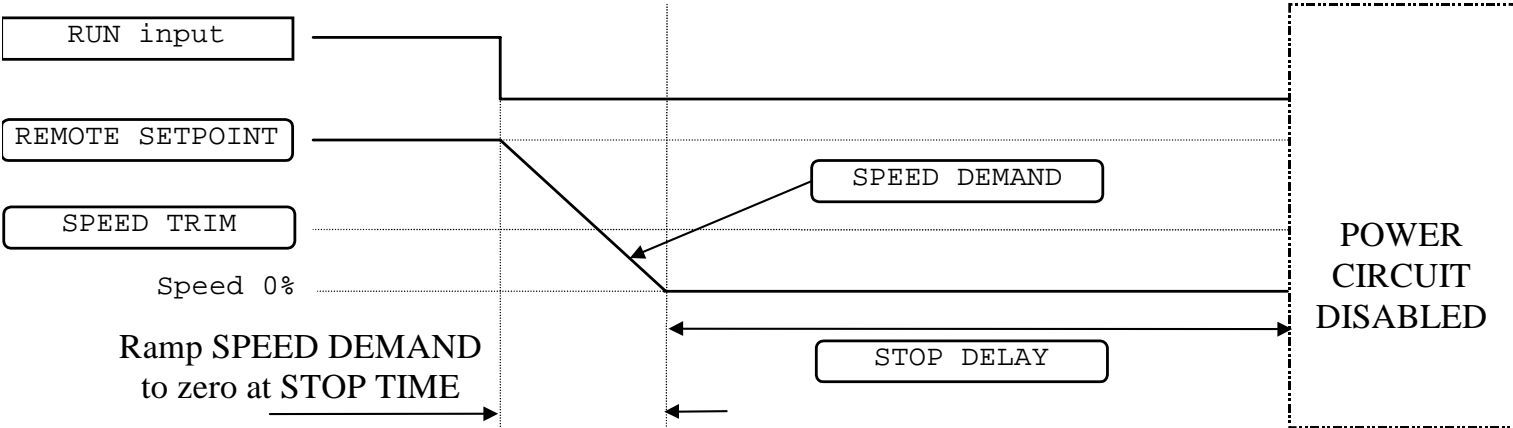 RUN input
REMOTE SETPOINT
SPEED DEMAND
SPEED TRIM
Speed 0%
POWER
CIRCUIT
DISABLED
Ramp SPEED DEMAND
to zero at STOP TIME
STOP DELAY